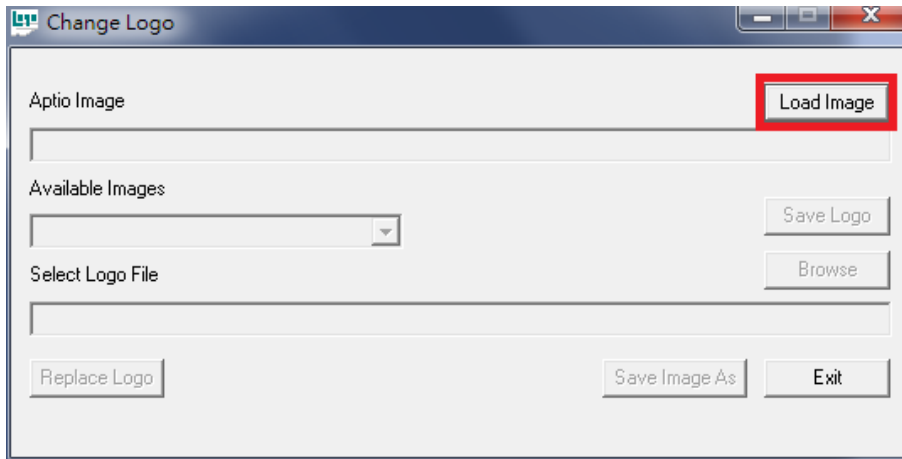 Change Logo
Aptio Image
Load Image
Available Images
Save Logo
Select Logo File
Browse
Replace Logo
Save Image As
Exit